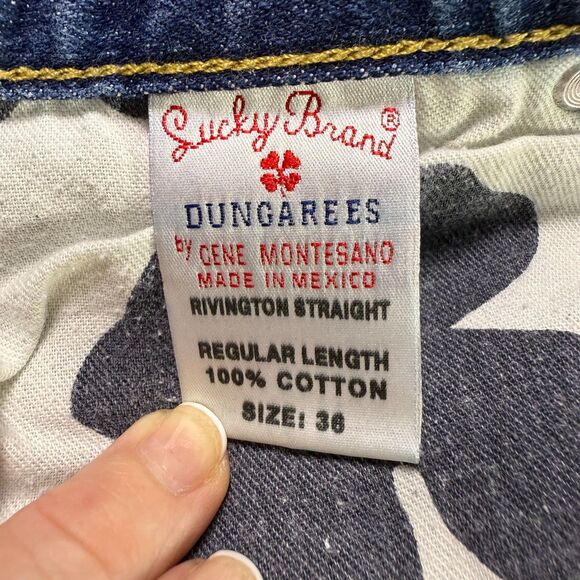 Lucky Brand®
DUNGAREES
by GENE MONTESANO
MADE IN MEXICO
RIVINGTON STRAIGHT
REGULAR LENGTH
100% COTTON
SIZE: 36